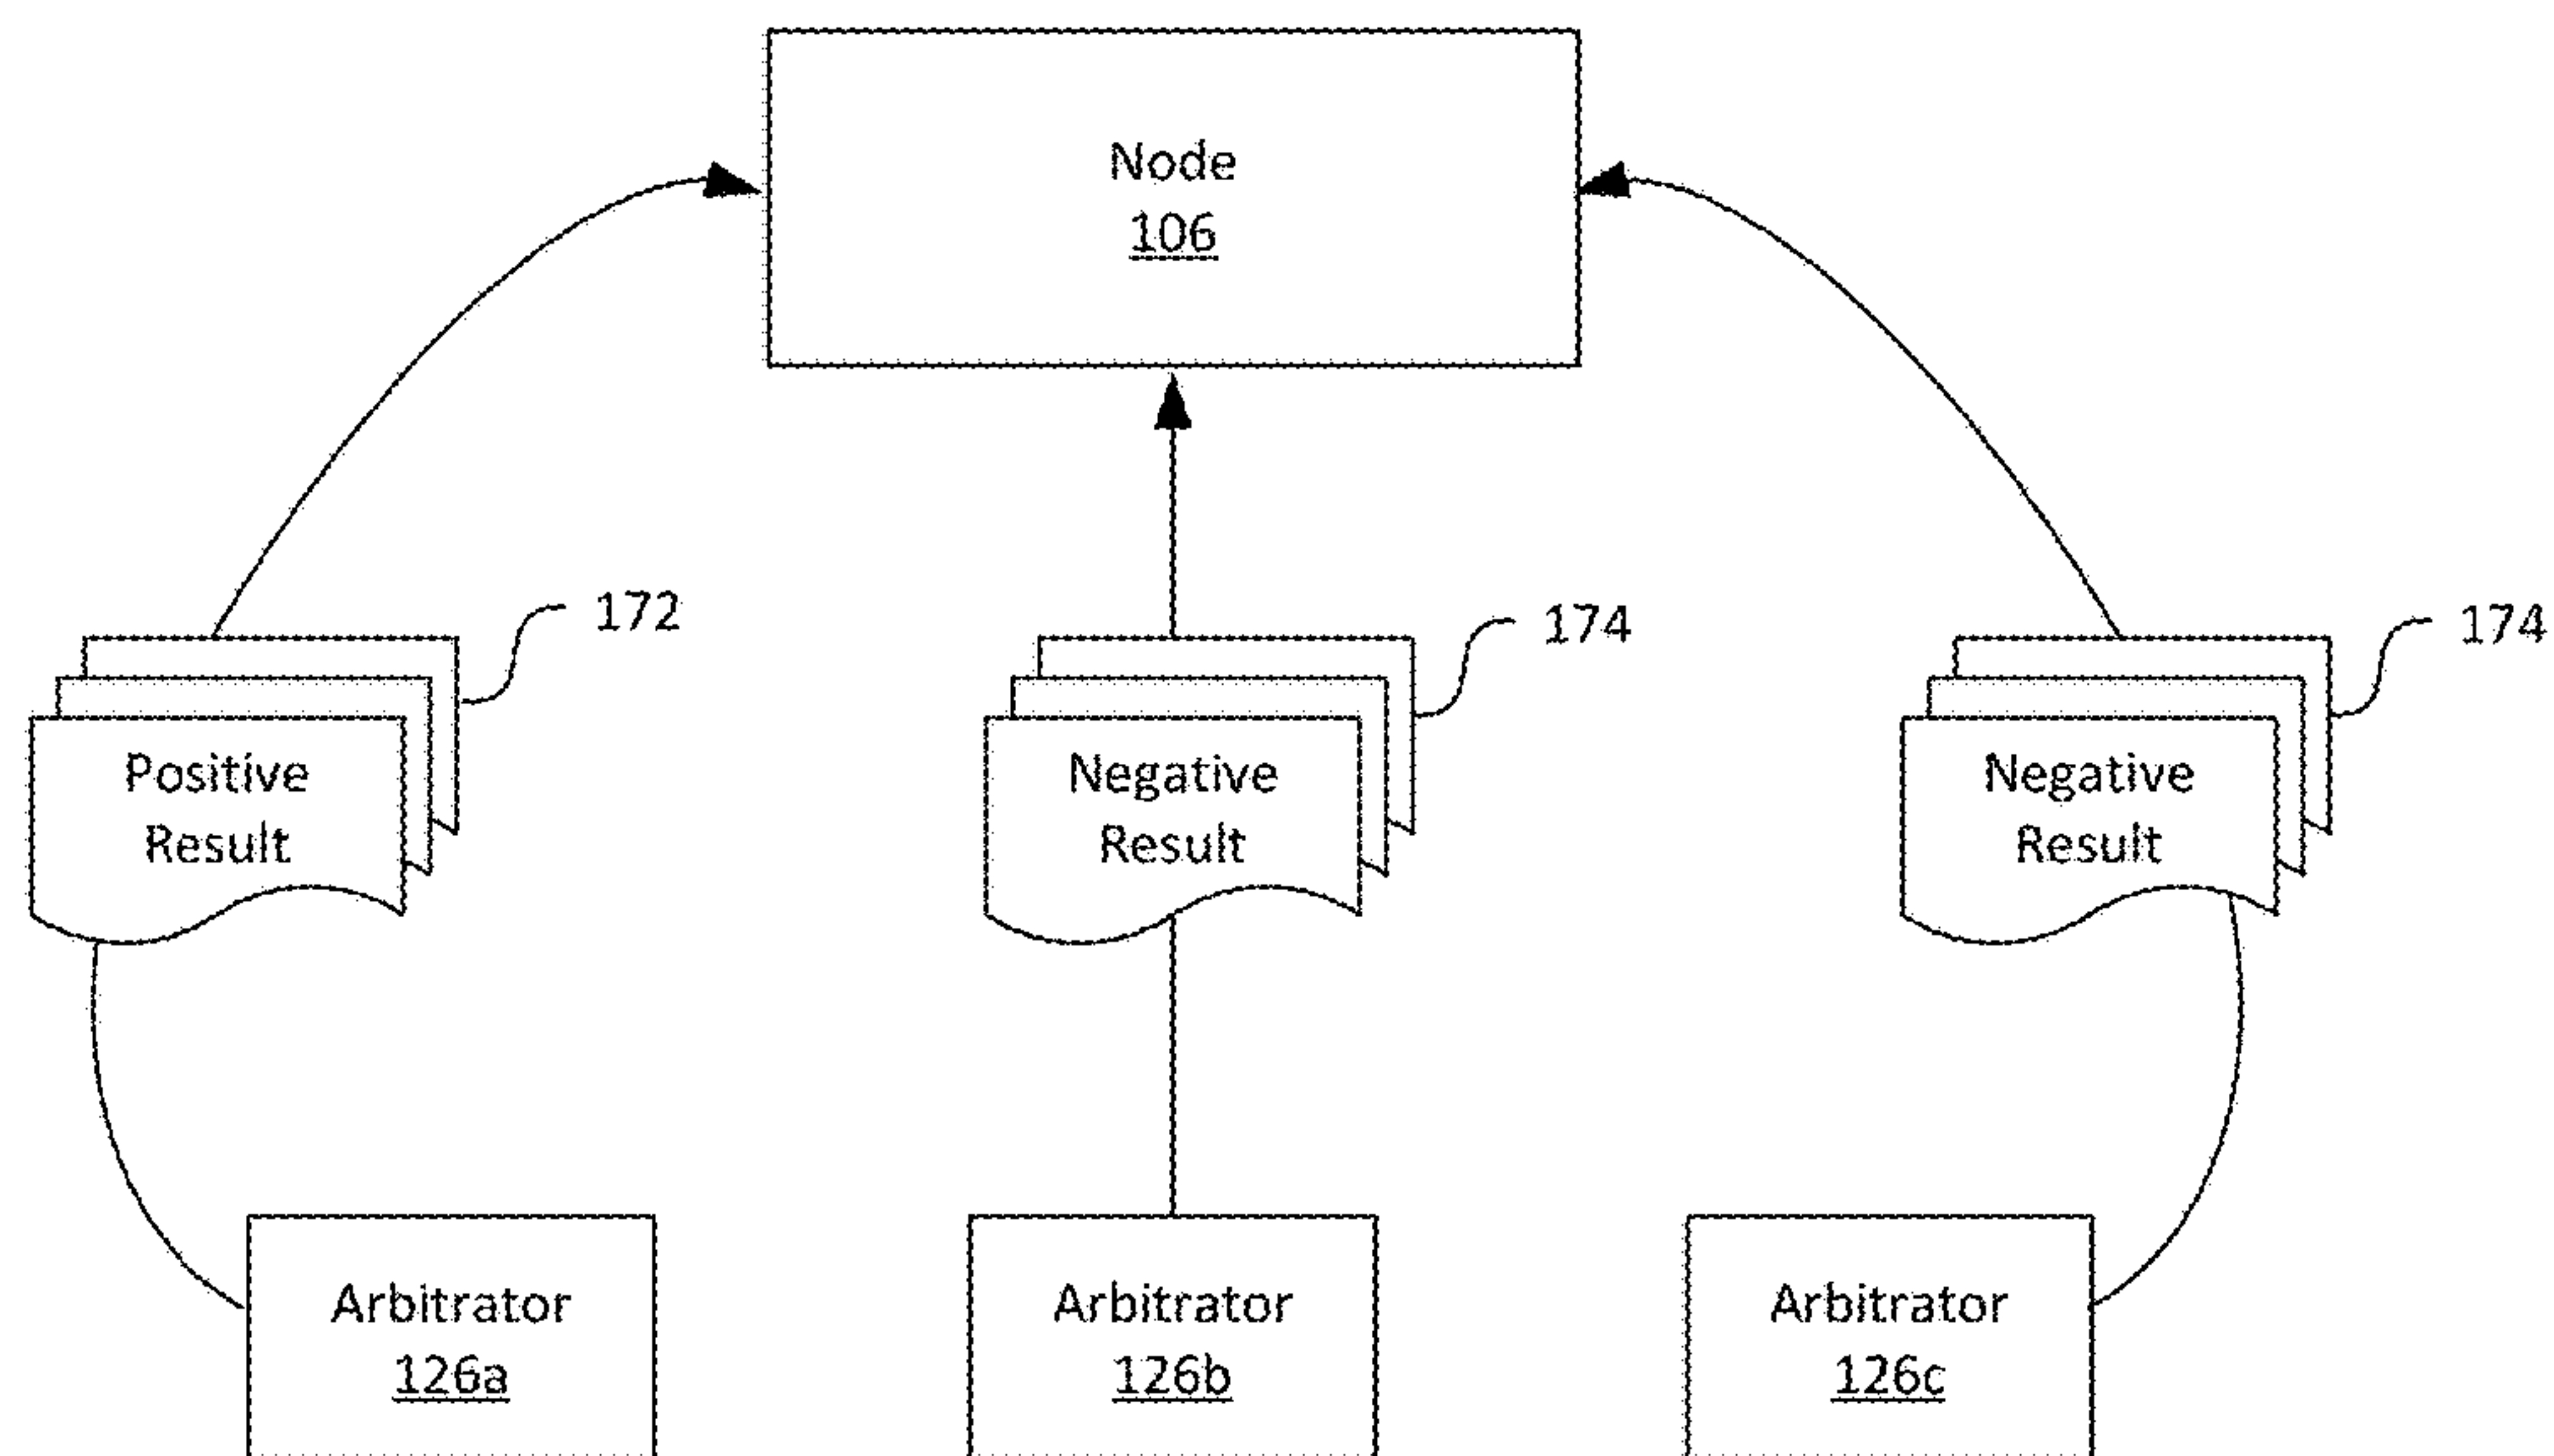 Node
106
172
174
174
Positive
Result
Negative
Result
Negative
Result
Arbitrator
126a
Arbitrator
126b
Arbitrator
126c